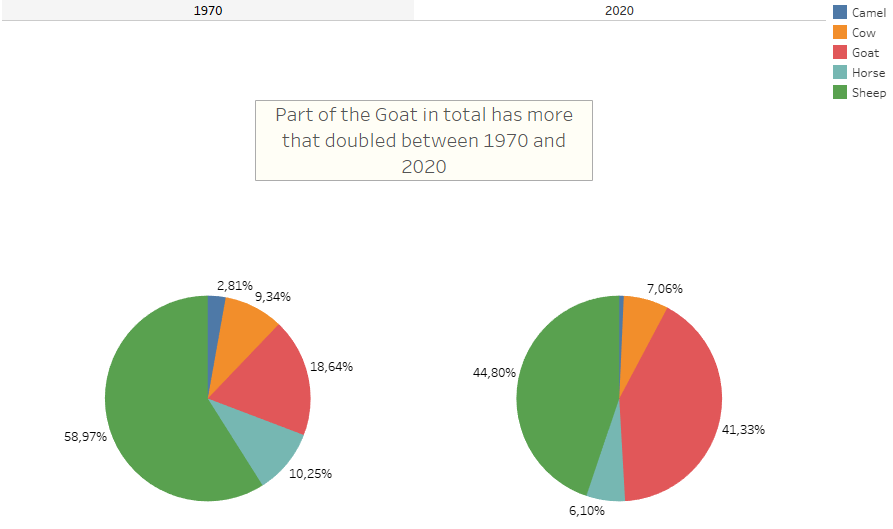 1970
2020
Camel
Cow
Goat
Horse
Sheep
Part of the Goat in total has more
that doubled between 1970 and
2020
2,81%
9,34%
18,64%
10,25%
58,97%
7,06%
41,33%
6,10%
44,80%